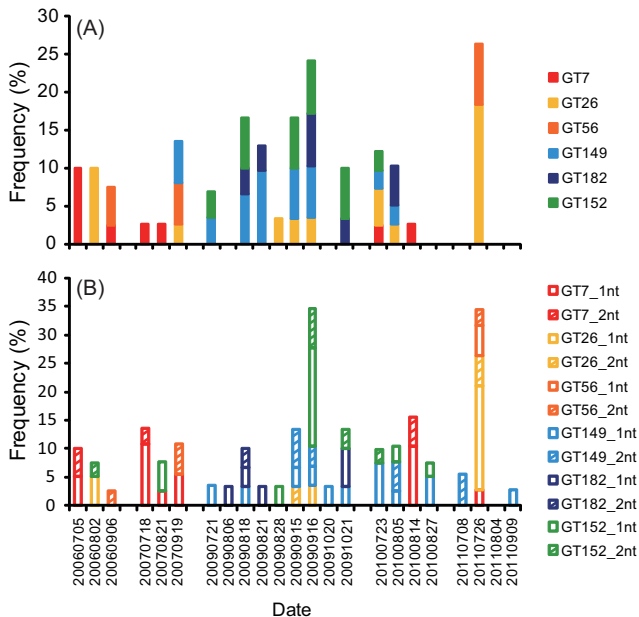 (A)
Frequency (%)
30
25
20
15
10
5
0
GT7
GT26
GT56
GT149
GT182
GT152
(B)
Frequency (%)
40
35
30
25
20
15
10
5
0
GT7_1nt
GT7_2nt
GT26_1nt
GT26_2nt
GT56_1nt
GT56_2nt
GT149_1nt
GT149_2nt
GT182_1nt
GT182_2nt
GT152_1nt
GT152_2nt
20060705
20060802
20060906
20070718
20070821
20070919
20090721
20090806
20090818
20090821
20090828
20090915
20090916
20091020
20091021
20100723
20100805
20100814
20100827
20110708
20110726
20110804
20110909
Date